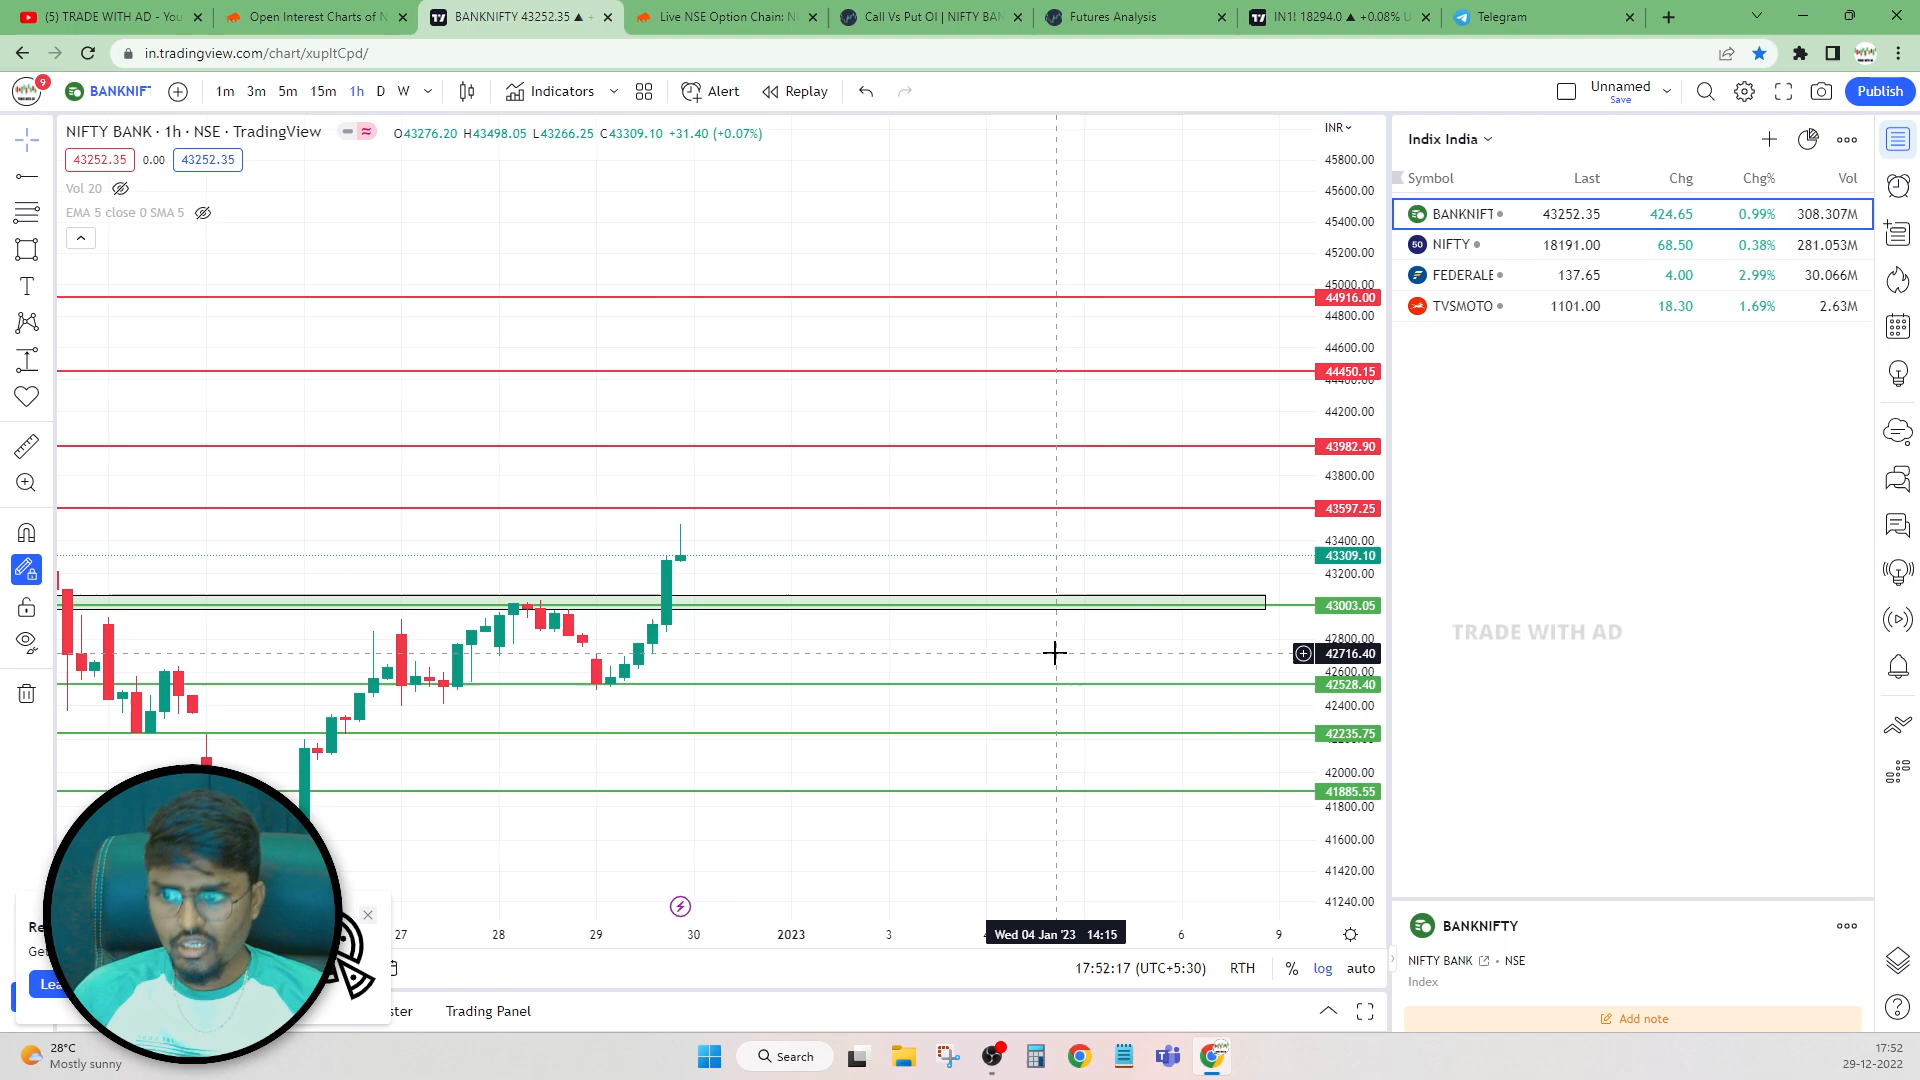 (5) TRADE WITH AD - You
Open Interest Charts of N
BANKNIFTY 43252.35 ▲ +
Live NSE Option Chain: N
Call Vs Put OI | NIFTY BAN
Futures Analysis
IN1! 18294.0 ▲ +0.08% U
Telegram
in.tradingview.com/chart/xupItCpd/
9
BANKNIF
1m 3m 5m 15m 1h D W
Indicators
Alert
Replay
Unnamed
Save
Publish
NIFTY BANK · 1h · NSE · TradingView
O43276.20 H43498.05 L43266.25 C43309.10 +31.40 (+0.07%)
43252.35 0.00 43252.35
Vol 20
EMA 5 close 0 SMA 5
INR
45800.00
45600.00
45400.00
45200.00
45000.00
44916.00
44800.00
44600.00
44450.15
44400.00
44200.00
43982.90
43800.00
43597.25
43400.00
43309.10
43200.00
43003.05
42800.00
42716.40
42600.00
42528.40
42400.00
42235.75
42000.00
41885.55
41800.00
41600.00
41420.00
41240.00
27 28 29 30 2023 3 Wed 04 Jan '23 14:15 6 9
17:52:17 (UTC+5:30) RTH % log auto
Re
Get
Lea
ster
Trading Panel
Indix India
Symbol Last Chg Chg% Vol
BANKNIFT 43252.35 424.65 0.99% 308.307M
50 NIFTY 18191.00 68.50 0.38% 281.053M
FEDERALE 137.65 4.00 2.99% 30.066M
TVSMOTO 1101.00 18.30 1.69% 2.63M
TRADE WITH AD
BANKNIFTY
NIFTY BANK • NSE
Index
Add note
28°C
Mostly sunny
Search
17:52
29-12-2022